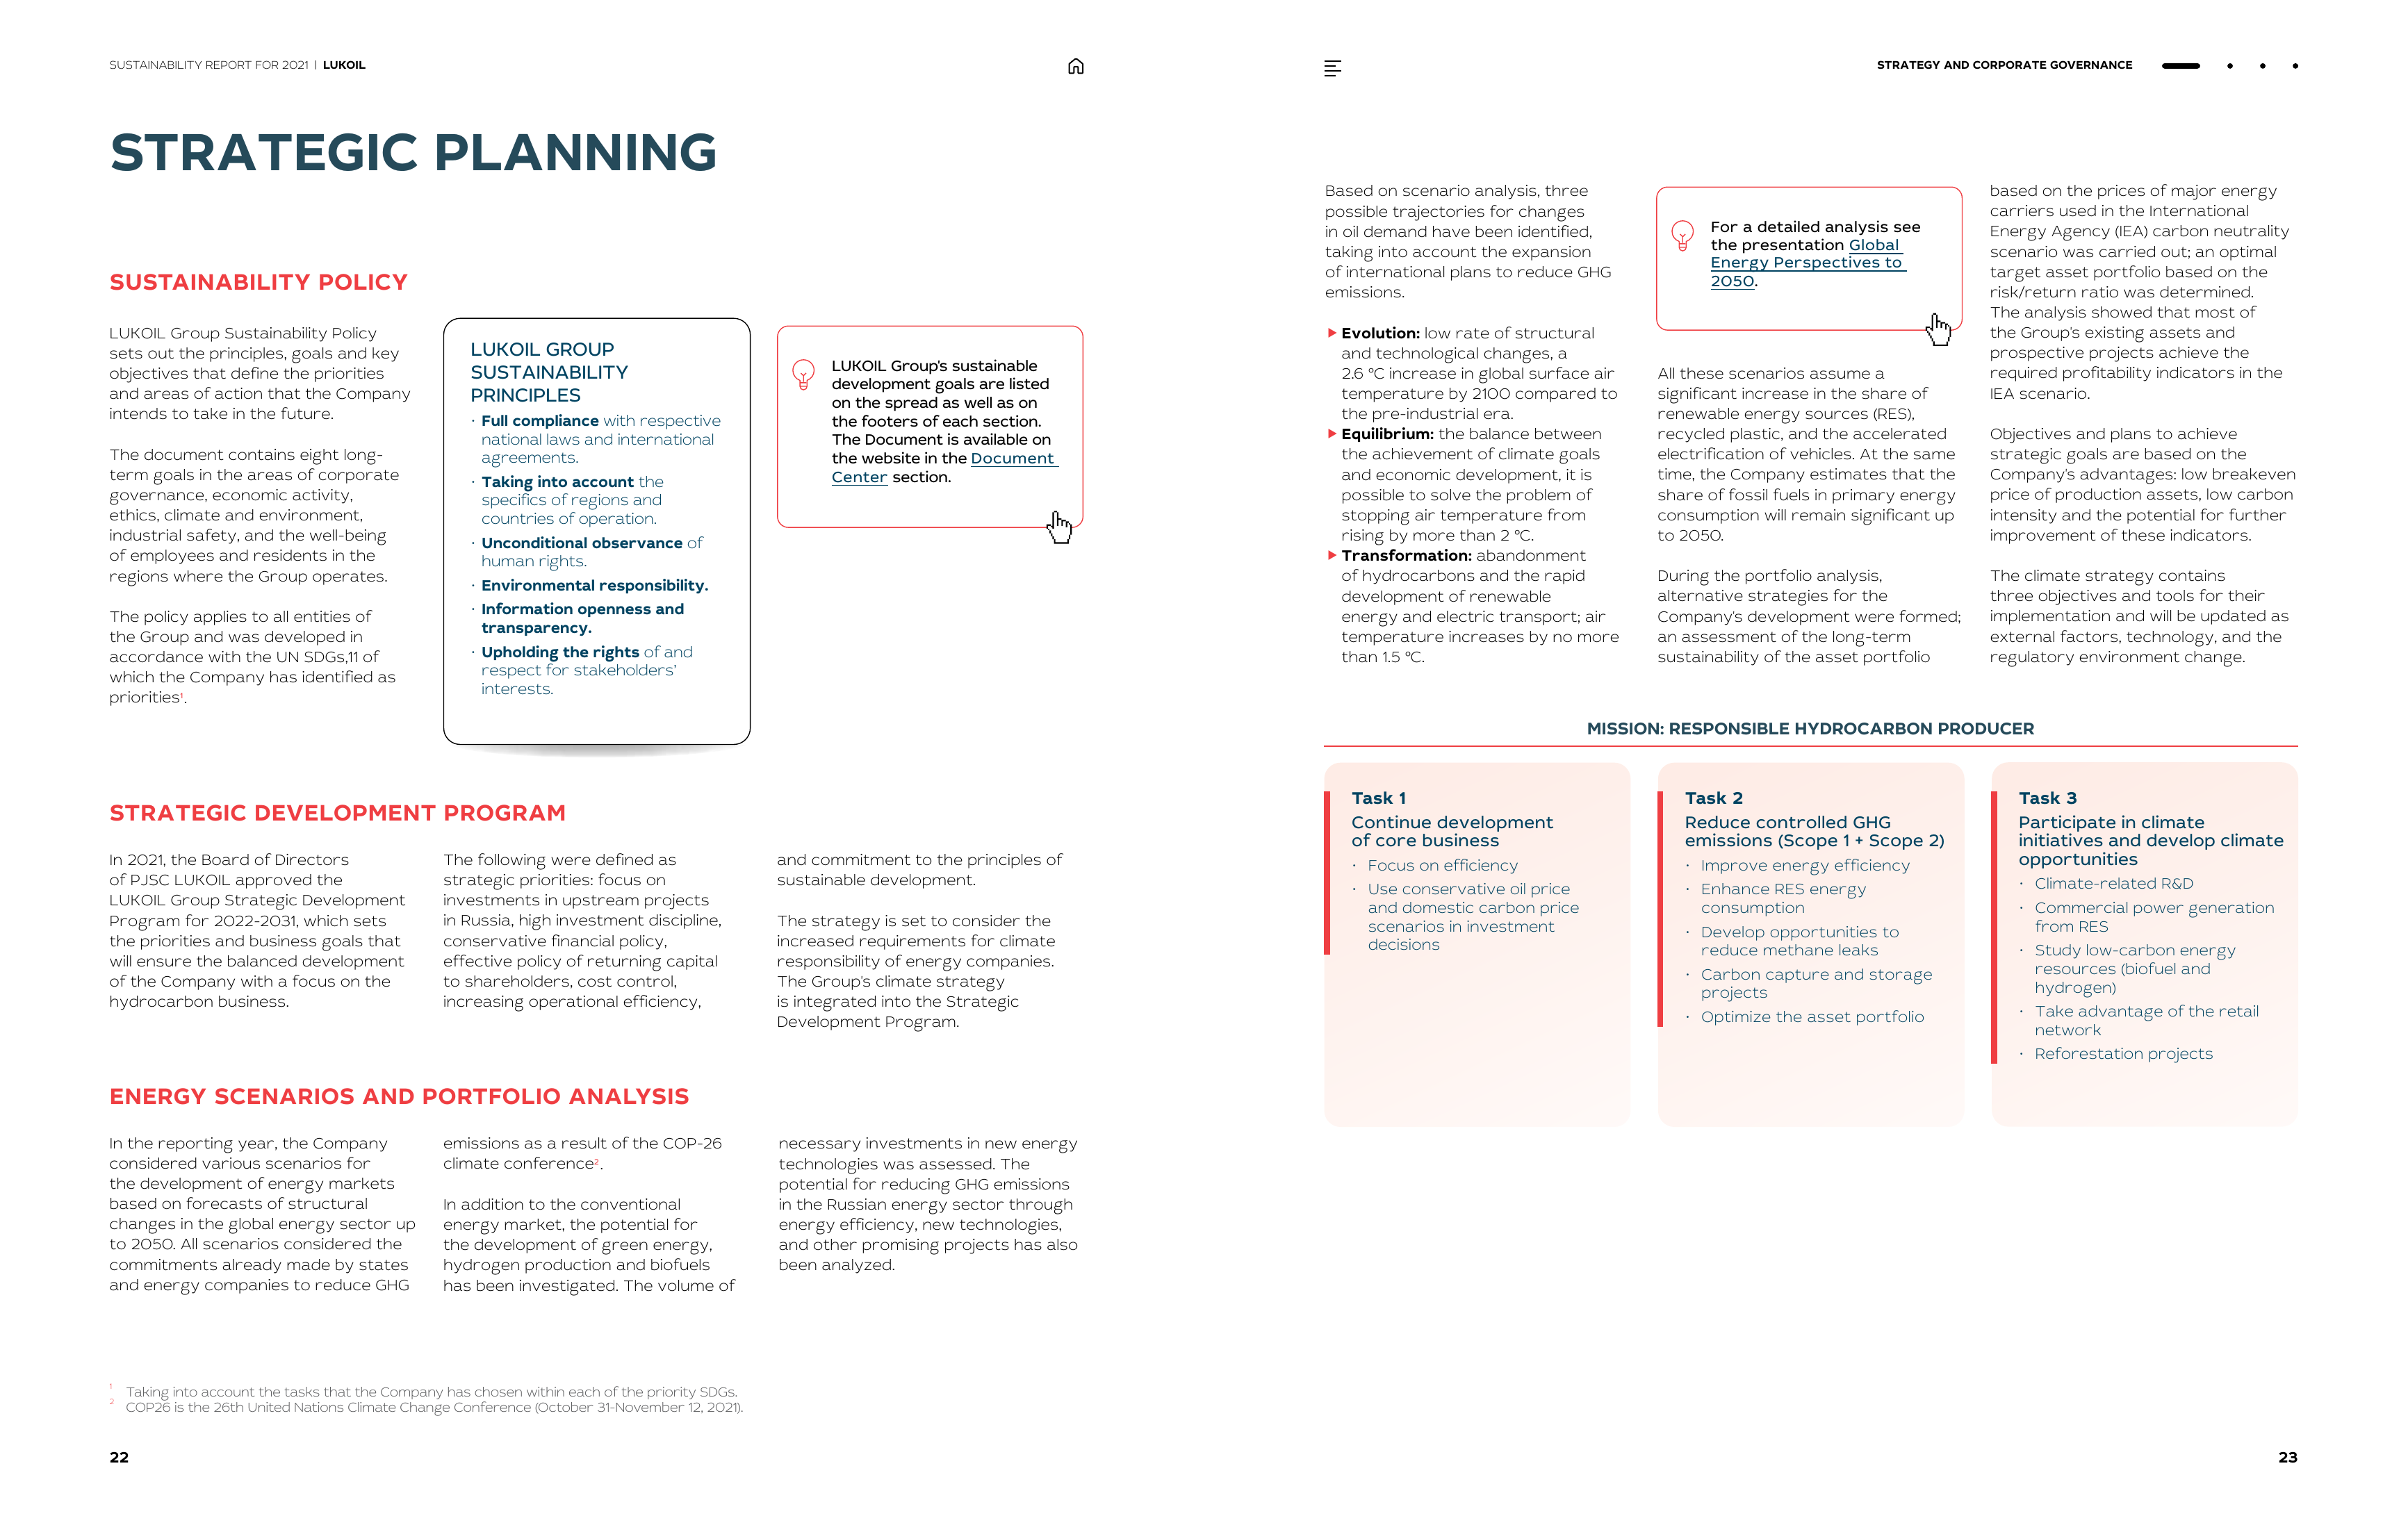 SUSTAINABILITY REPORT FOR 2021 | LUKOIL
STRATEGIC PLANNING
SUSTAINABILITY POLICY
LUKOIL Group Sustainability Policy
sets out the principles, goals and key
objectives that define the priorities
and areas of action that the Company
intends to take in the future.
The document contains eight long-
term goals in the areas of corporate
governance, economic activity,
ethics, climate and environment,
industrial safety, and the well-being
of employees and residents in the
regions where the Group operates.
The policy applies to all entities of
the Group and was developed in
accordance with the UN SDGs,11 of
which the Company has identified as
priorities¹.
LUKOIL GROUP
SUSTAINABILITY
PRINCIPLES
· Full compliance with respective
national laws and international
agreements.
· Taking into account the
specifics of regions and
countries of operation.
· Unconditional observance of
human rights.
· Environmental responsibility.
· Information openness and
transparency.
· Upholding the rights of and
respect for stakeholders'
interests.
LUKOIL Group's sustainable
development goals are listed
on the spread as well as on
the footers of each section.
The Document is available on
the website in the Document
Center section.
STRATEGIC DEVELOPMENT PROGRAM
In 2021, the Board of Directors
of PJSC LUKOIL approved the
LUKOIL Group Strategic Development
Program for 2022-2031, which sets
the priorities and business goals that
will ensure the balanced development
of the Company with a focus on the
hydrocarbon business.
The following were defined as
strategic priorities: focus on
investments in upstream projects
in Russia, high investment discipline,
conservative financial policy,
effective policy of returning capital
to shareholders, cost control,
increasing operational efficiency,
and commitment to the principles of
sustainable development.
The strategy is set to consider the
increased requirements for climate
responsibility of energy companies.
The Group's climate strategy
is integrated into the Strategic
Development Program.
ENERGY SCENARIOS AND PORTFOLIO ANALYSIS
In the reporting year, the Company
considered various scenarios for
the development of energy markets
based on forecasts of structural
changes in the global energy sector up
to 2050. All scenarios considered the
commitments already made by states
and energy companies to reduce GHG
emissions as a result of the COP-26
climate conference².
In addition to the conventional
energy market, the potential for
the development of green energy,
hydrogen production and biofuels
has been investigated. The volume of
necessary investments in new energy
technologies was assessed. The
potential for reducing GHG emissions
in the Russian energy sector through
energy efficiency, new technologies,
and other promising projects has also
been analyzed.
¹ Taking into account the tasks that the Company has chosen within each of the priority SDGs.
² COP26 is the 26th United Nations Climate Change Conference (October 31-November 12, 2021).
22
STRATEGY AND CORPORATE GOVERNANCE
Based on scenario analysis, three
possible trajectories for changes
in oil demand have been identified,
taking into account the expansion
of international plans to reduce GHG
emissions.
Evolution: low rate of structural
and technological changes, a
2.6 °C increase in global surface air
temperature by 2100 compared to
the pre-industrial era.
Equilibrium: the balance between
the achievement of climate goals
and economic development, it is
possible to solve the problem of
stopping air temperature from
rising by more than 2 °C.
Transformation: abandonment
of hydrocarbons and the rapid
development of renewable
energy and electric transport; air
temperature increases by no more
than 1.5 °C.
For a detailed analysis see
the presentation Global
Energy Perspectives to
2050.
All these scenarios assume a
significant increase in the share of
renewable energy sources (RES),
recycled plastic, and the accelerated
electrification of vehicles. At the same
time, the Company estimates that the
share of fossil fuels in primary energy
consumption will remain significant up
to 2050.
During the portfolio analysis,
alternative strategies for the
Company's development were formed;
an assessment of the long-term
sustainability of the asset portfolio
based on the prices of major energy
carriers used in the International
Energy Agency (IEA) carbon neutrality
scenario was carried out; an optimal
target asset portfolio based on the
risk/return ratio was determined.
The analysis showed that most of
the Group's existing assets and
prospective projects achieve the
required profitability indicators in the
IEA scenario.
Objectives and plans to achieve
strategic goals are based on the
Company's advantages: low breakeven
price of production assets, low carbon
intensity and the potential for further
improvement of these indicators.
The climate strategy contains
three objectives and tools for their
implementation and will be updated as
external factors, technology, and the
regulatory environment change.
MISSION: RESPONSIBLE HYDROCARBON PRODUCER
Task 1
Continue development
of core business
· Focus on efficiency
· Use conservative oil price
and domestic carbon price
scenarios in investment
decisions
Task 2
Reduce controlled GHG
emissions (Scope 1 + Scope 2)
· Improve energy efficiency
· Enhance RES energy
consumption
· Develop opportunities to
reduce methane leaks
· Carbon capture and storage
projects
· Optimize the asset portfolio
Task 3
Participate in climate
initiatives and develop climate
opportunities
· Climate-related R&D
· Commercial power generation
from RES
· Study low-carbon energy
resources (biofuel and
hydrogen)
· Take advantage of the retail
network
· Reforestation projects
23